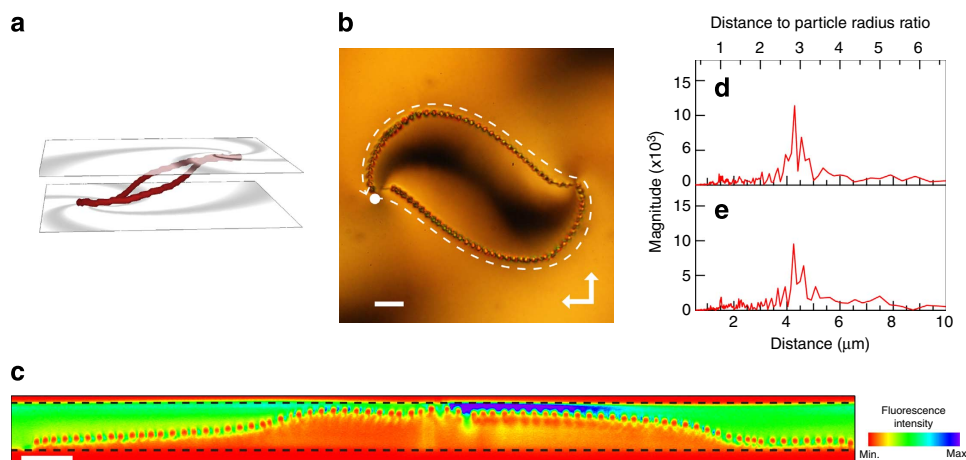 a
b
Distance to particle radius ratio
1 2 3 4 5 6
d
15
10
6
0
e
15
10
5
0
Magnitude (x10³)
2 4 6 8 10
Distance (μm)
c
Fluorescence
intensity
Min. Max